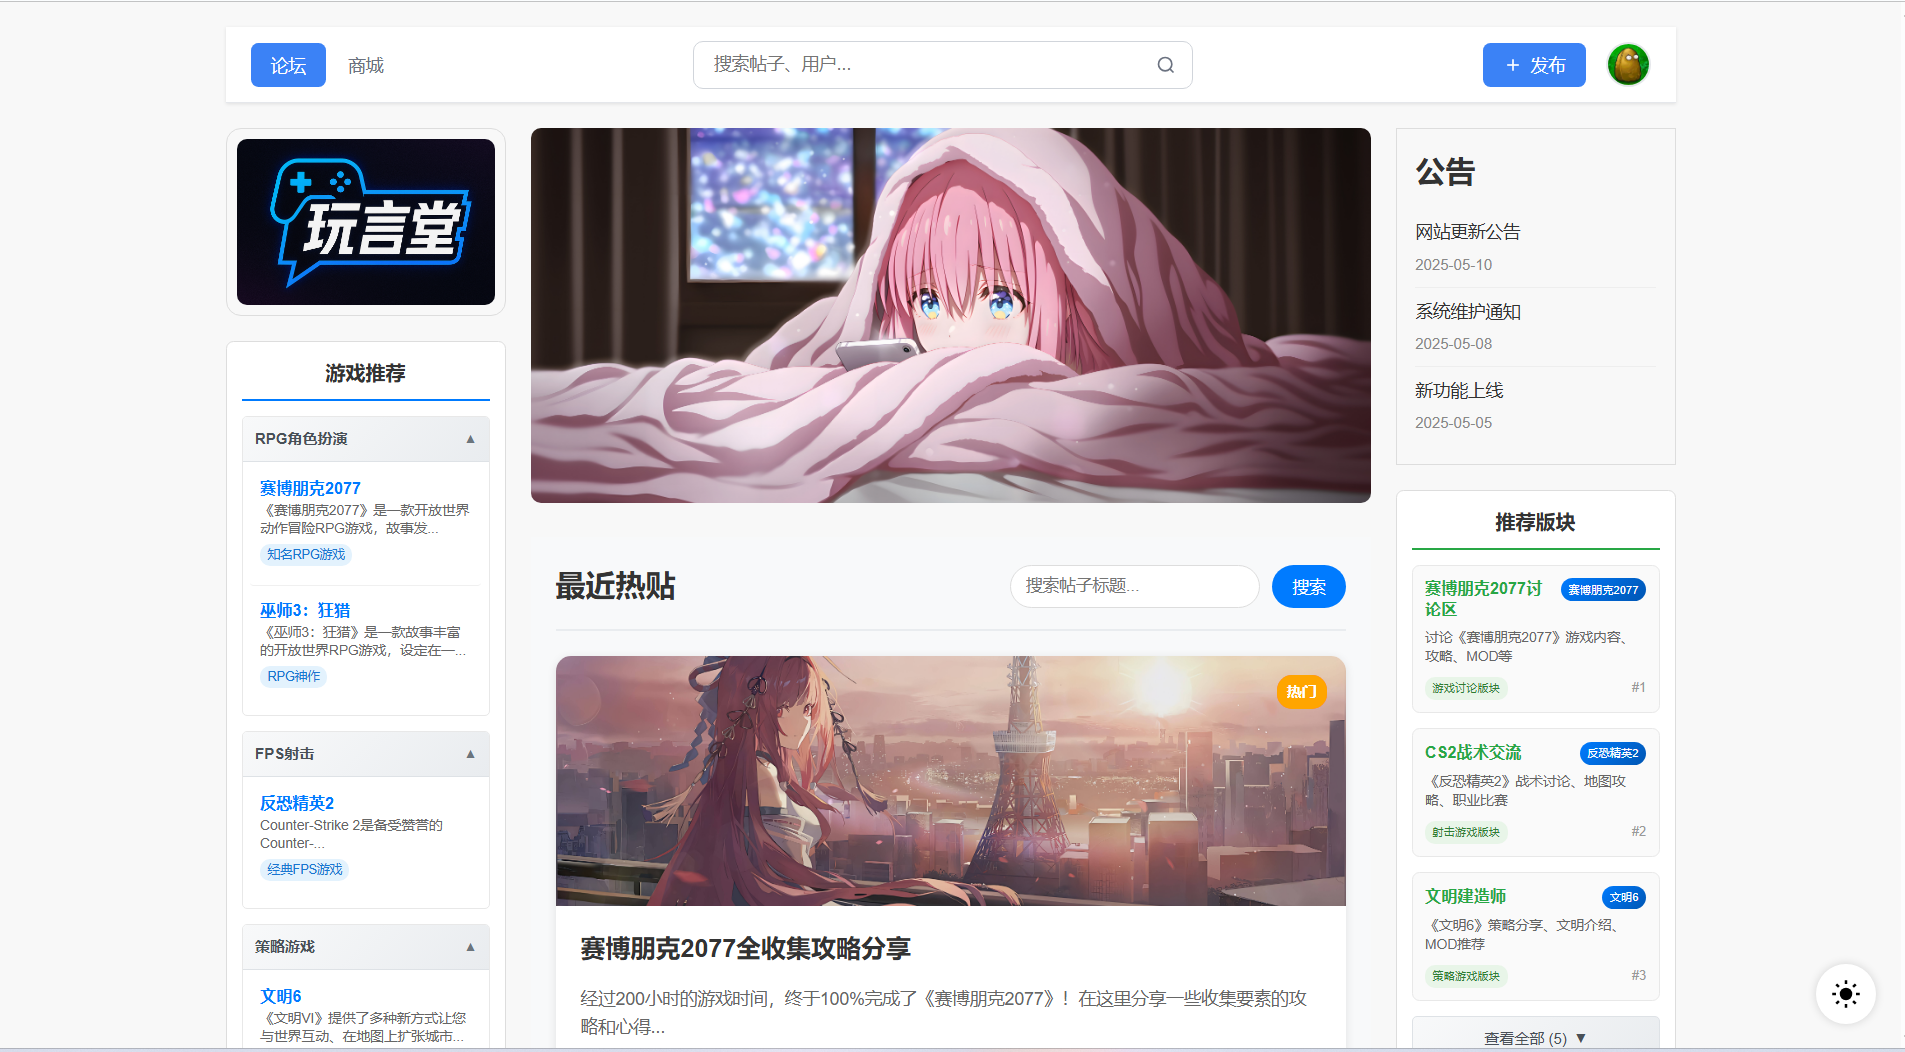 论坛
商城
搜索帖子、用户...
+ 发布
玩言堂
游戏推荐
RPG角色扮演 ▲
赛博朋克2077
《赛博朋克2077》是一款开放世界
动作冒险RPG游戏，故事发...
知名RPG游戏
巫师3：狂猎
《巫师3：狂猎》是一款故事丰富
的开放世界RPG游戏，设定在一...
RPG神作
FPS射击 ▲
反恐精英2
Counter-Strike 2是备受赞誉的
Counter-...
经典FPS游戏
策略游戏 ▲
文明6
《文明VI》提供了多种新方式让您
与世界互动、在地图上扩张城市...
最近热贴
搜索帖子标题...
搜索
热门
赛博朋克2077全收集攻略分享
经过200小时的游戏时间，终于100%完成了《赛博朋克2077》！在这里分享一些收集要素的攻
略和心得...
公告
网站更新公告
2025-05-10
系统维护通知
2025-05-08
新功能上线
2025-05-05
推荐版块
赛博朋克2077讨
论区
赛博朋克2077
讨论《赛博朋克2077》游戏内容、
攻略、MOD等
游戏讨论版块
#1
CS2战术交流
反恐精英2
《反恐精英2》战术讨论、地图攻
略、职业比赛
射击游戏版块
#2
文明建造师
文明6
《文明6》策略分享、文明介绍、
MOD推荐
策略游戏版块
#3
查看全部 (5) ▼